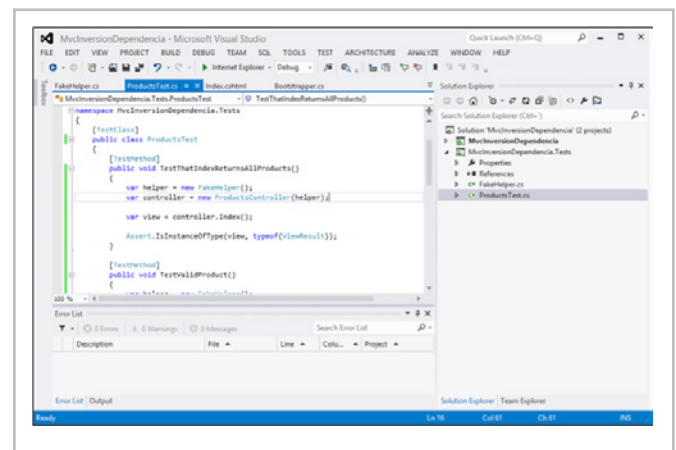 MvcInversionDependencia - Microsoft Visual Studio
Quick Launch (Ctrl+Q)
FILE EDIT VIEW PROJECT BUILD DEBUG TEAM SQL TOOLS TEST ARCHITECTURE ANALYZE WINDOW HELP
Internet Explorer Debug
Toolbox
FakeHelper.cs ProductsTest.cs Index.cshtml Bootstrapper.cs
MvcInversionDependencia.Tests.ProductsTest TestThatIndexReturnsAllProducts()
namespace MvcInversionDependencia.Tests
{
[TestClass]
public class ProductsTest
{
[TestMethod]
public void TestThatIndexReturnsAllProducts()
{
var helper = new FakeHelper();
var controller = new ProductsController(helper);
var view = controller.Index();
Assert.IsInstanceOfType(view, typeof(ViewResult));
}
[TestMethod]
public void TestValidProduct()
{
100 %
Error List
0 Errors 0 Warnings 0 Messages Search Error List
Description File Line Colu... Project
Error List Output
Solution Explorer
Search Solution Explorer (Ctrl+ )
Solution 'MvcInversionDependencia' (2 projects)
MvcInversionDependencia
MvcInversionDependencia.Tests
Properties
References
FakeHelper.cs
ProductsTest.cs
Solution Explorer Team Explorer
Ready Ln 16 Col 61 Ch 61 INS